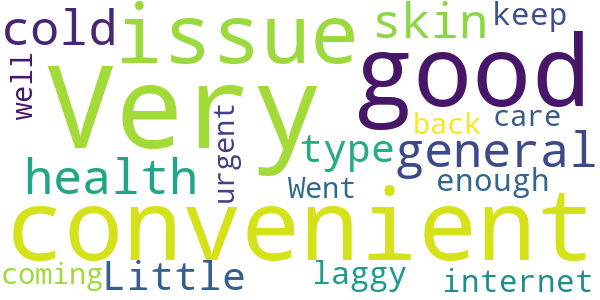 cold issue skin keep
well Very good
urgent back care
health type general
Went enough
convenient
coming Little laggy internet